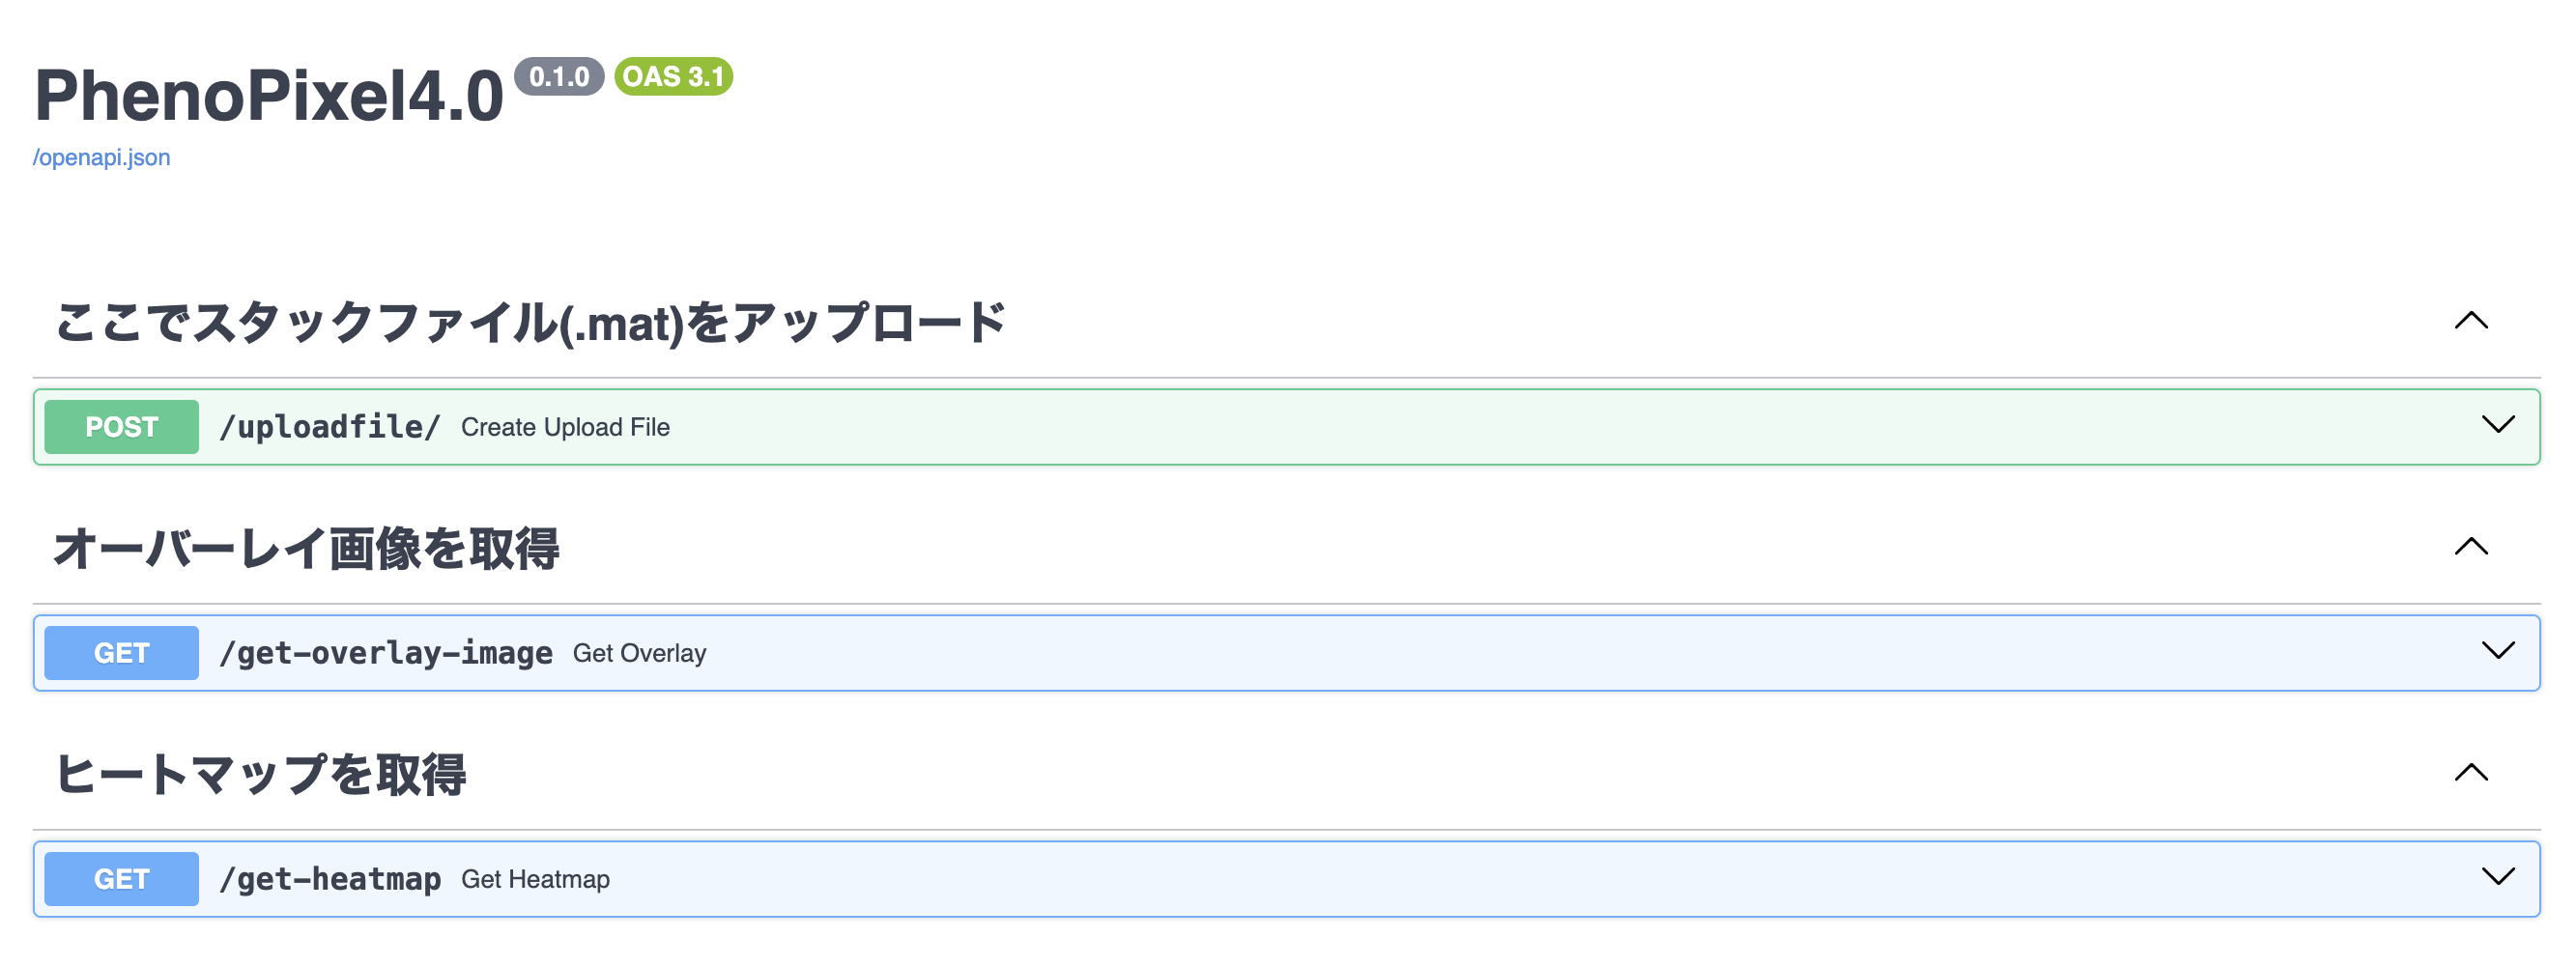 PhenoPixel4.0 0.1.0 OAS 3.1
/openapi.json
ここでスタックファイル(.mat)をアップロード
POST /uploadfile/ Create Upload File
オーバーレイ画像を取得
GET /get-overlay-image Get Overlay
ヒートマップを取得
GET /get-heatmap Get Heatmap